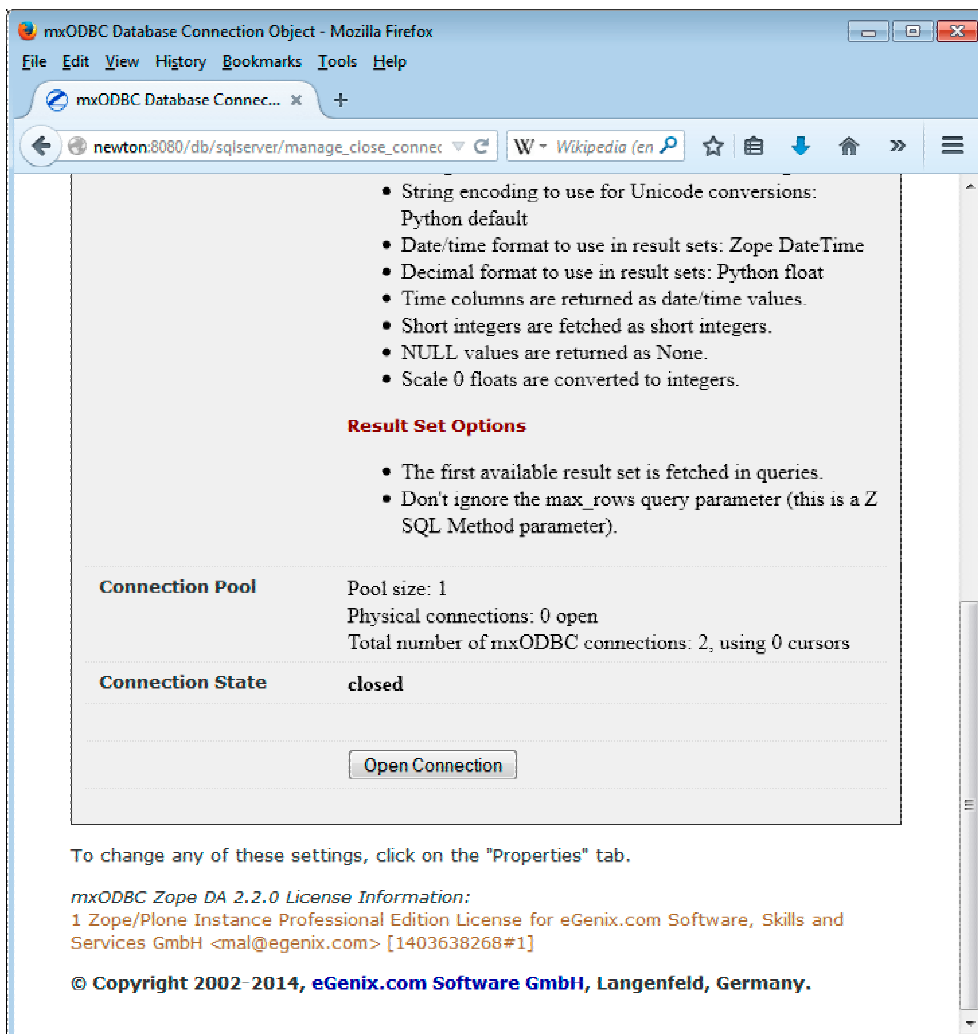 mxODBC Database Connection Object - Mozilla Firefox
File Edit View History Bookmarks Tools Help
mxODBC Database Connec... × +
newton:8080/db/sqlserver/manage_close_connec W Wikipedia (en
• String encoding to use for Unicode conversions:
Python default
• Date/time format to use in result sets: Zope DateTime
• Decimal format to use in result sets: Python float
• Time columns are returned as date/time values.
• Short integers are fetched as short integers.
• NULL values are returned as None.
• Scale 0 floats are converted to integers.
Result Set Options
• The first available result set is fetched in queries.
• Don't ignore the max_rows query parameter (this is a Z
SQL Method parameter).
Connection Pool Pool size: 1
Physical connections: 0 open
Total number of mxODBC connections: 2, using 0 cursors
Connection State closed
Open Connection
To change any of these settings, click on the "Properties" tab.
mxODBC Zope DA 2.2.0 License Information:
1 Zope/Plone Instance Professional Edition License for eGenix.com Software, Skills and
Services GmbH <mal@egenix.com> [1403638268#1]
© Copyright 2002-2014, eGenix.com Software GmbH, Langenfeld, Germany.